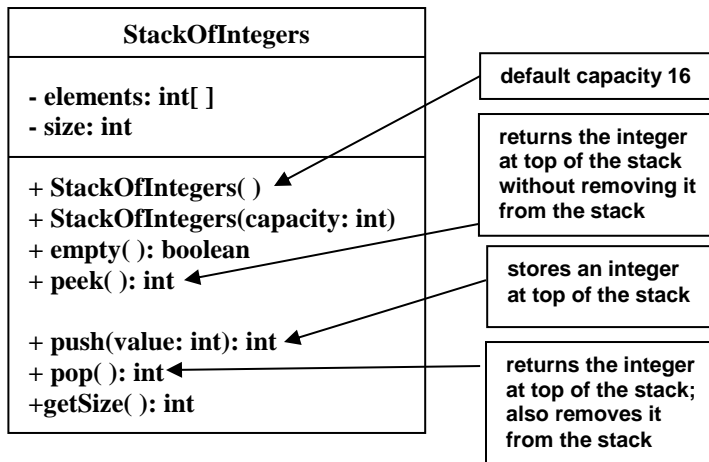 StackOfIntegers
- elements: int[ ]
- size: int
+ StackOfIntegers( )
+ StackOfIntegers(capacity: int)
+ empty( ): boolean
+ peek( ): int
+ push(value: int): int
+ pop( ): int
+getSize( ): int
default capacity 16
returns the integer
at top of the stack
without removing it
from the stack
stores an integer
at top of the stack
returns the integer
at top of the stack;
also removes it
from the stack